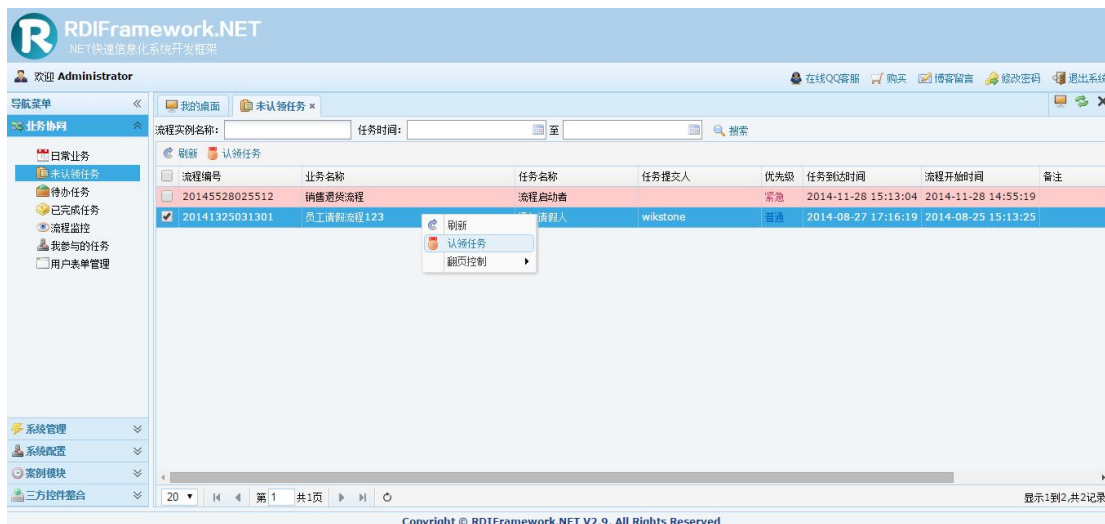 RDIFramework.NET
.NET快速信息化系统开发框架
欢迎 Administrator
在线QQ客服 购买 博客留言 修改密码 退出系统
导航菜单
我的桌面 未认领任务 ×
业务协同
流程实例名称: 任务时间: 至 搜索
刷新 认领任务
日常业务
未认领任务
待办任务
已完成任务
流程监控
我参与的任务
用户表单管理
流程编号 业务名称 任务名称 任务提交人 优先级 任务到达时间 流程开始时间 备注
20145528025512 销售退货流程 流程启动者 紧急 2014-11-28 15:13:04 2014-11-28 14:55:19
20141325031301 员工请假流程123 请假人 wikstone 普通 2014-08-27 17:16:19 2014-08-25 15:13:25
刷新
认领任务
翻页控制
系统管理
系统配置
案例模块
三方控件整合
20 第 1 共1页 显示1到2,共2记录
Copyright © RDIFramework.NET V2.9. All Rights Reserved